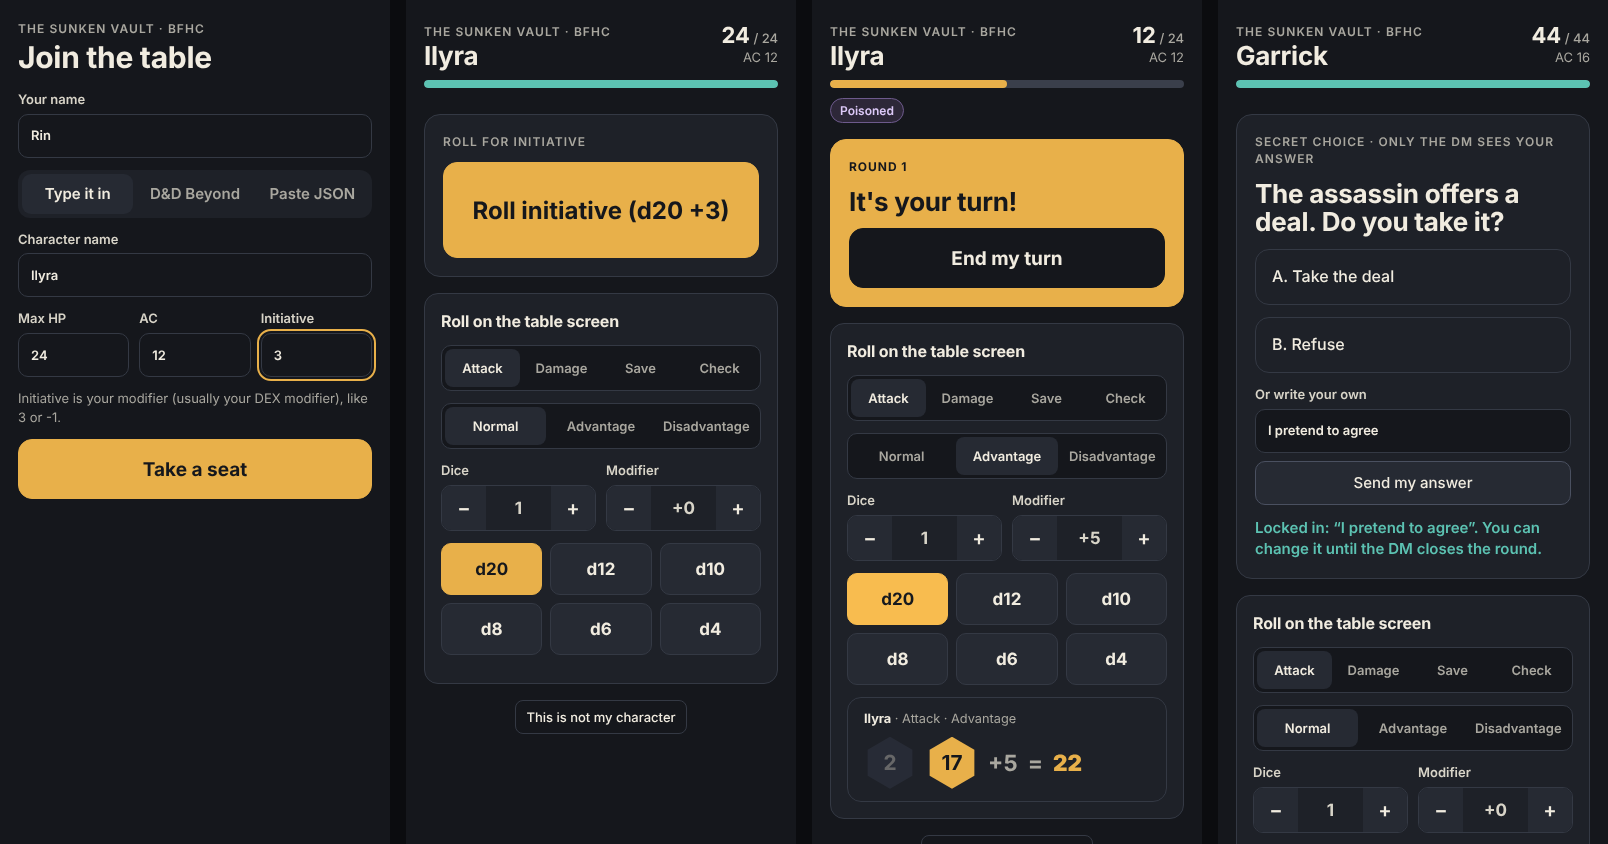 THE SUNKEN VAULT · BFHC
Join the table
Your name
Rin
Type it in
D&D Beyond
Paste JSON
Character name
Ilyra
Max HP
AC
Initiative
24
12
3
Initiative is your modifier (usually your DEX modifier), like
3 or -1.
Take a seat
THE SUNKEN VAULT · BFHC
24 / 24
Ilyra
AC 12
ROLL FOR INITIATIVE
Roll initiative (d20 +3)
Roll on the table screen
Attack
Damage
Save
Check
Normal
Advantage
Disadvantage
Dice
Modifier
− 1 +
− +0 +
d20
d12
d10
d8
d6
d4
This is not my character
THE SUNKEN VAULT · BFHC
12 / 24
Ilyra
AC 12
Poisoned
ROUND 1
It's your turn!
End my turn
Roll on the table screen
Attack
Damage
Save
Check
Normal
Advantage
Disadvantage
Dice
Modifier
− 1 +
− +5 +
d20
d12
d10
d8
d6
d4
Ilyra · Attack · Advantage
2 17 +5 = 22
THE SUNKEN VAULT · BFHC
44 / 44
Garrick
AC 16
SECRET CHOICE · ONLY THE DM SEES YOUR
ANSWER
The assassin offers a
deal. Do you take it?
A. Take the deal
B. Refuse
Or write your own
I pretend to agree
Send my answer
Locked in: “I pretend to agree”. You can
change it until the DM closes the round.
Roll on the table screen
Attack
Damage
Save
Check
Normal
Advantage
Disadvantage
Dice
Modifier
− 1 +
− +0 +